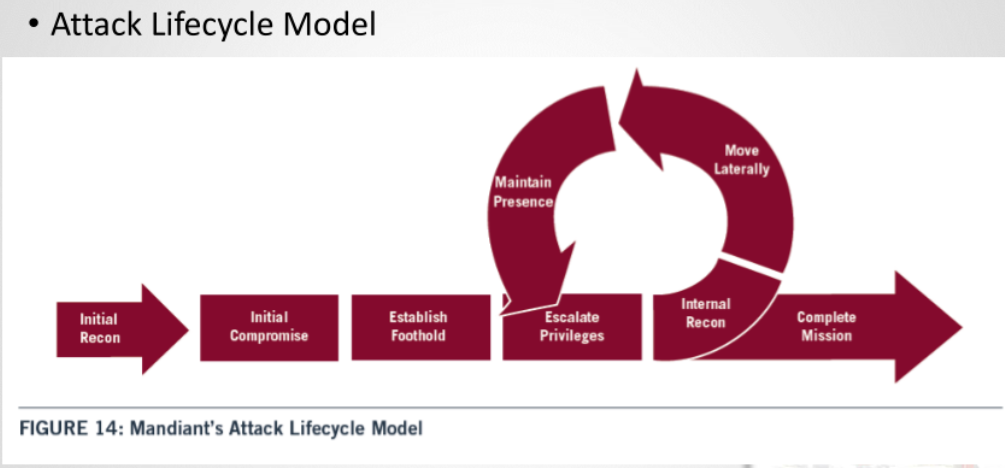 • Attack Lifecycle Model
Move
Laterally
Maintain
Presence
Initial
Recon
Initial
Compromise
Establish
Foothold
Escalate
Privileges
Internal
Recon
Complete
Mission
FIGURE 14: Mandiant's Attack Lifecycle Model